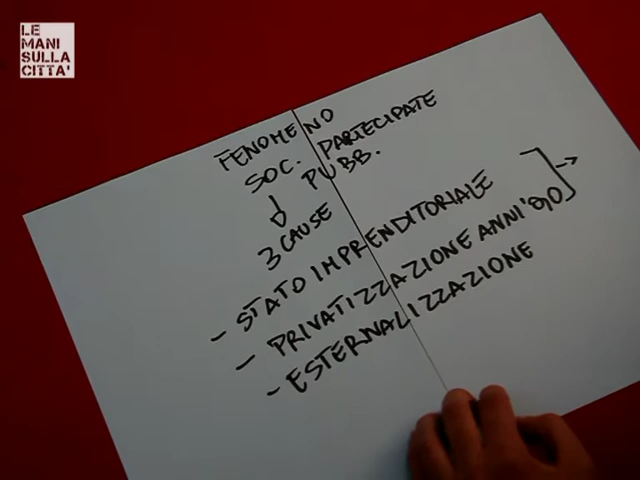 LE
MANI
SULLA
CITTA'
FENOMENO
SOC. PARTECIPATE
PUBB.
3 CAUSE
- STATO IMPRENDITORIALE
- PRIVATIZZAZIONE ANNI '90
- ESTERNALIZZAZIONE